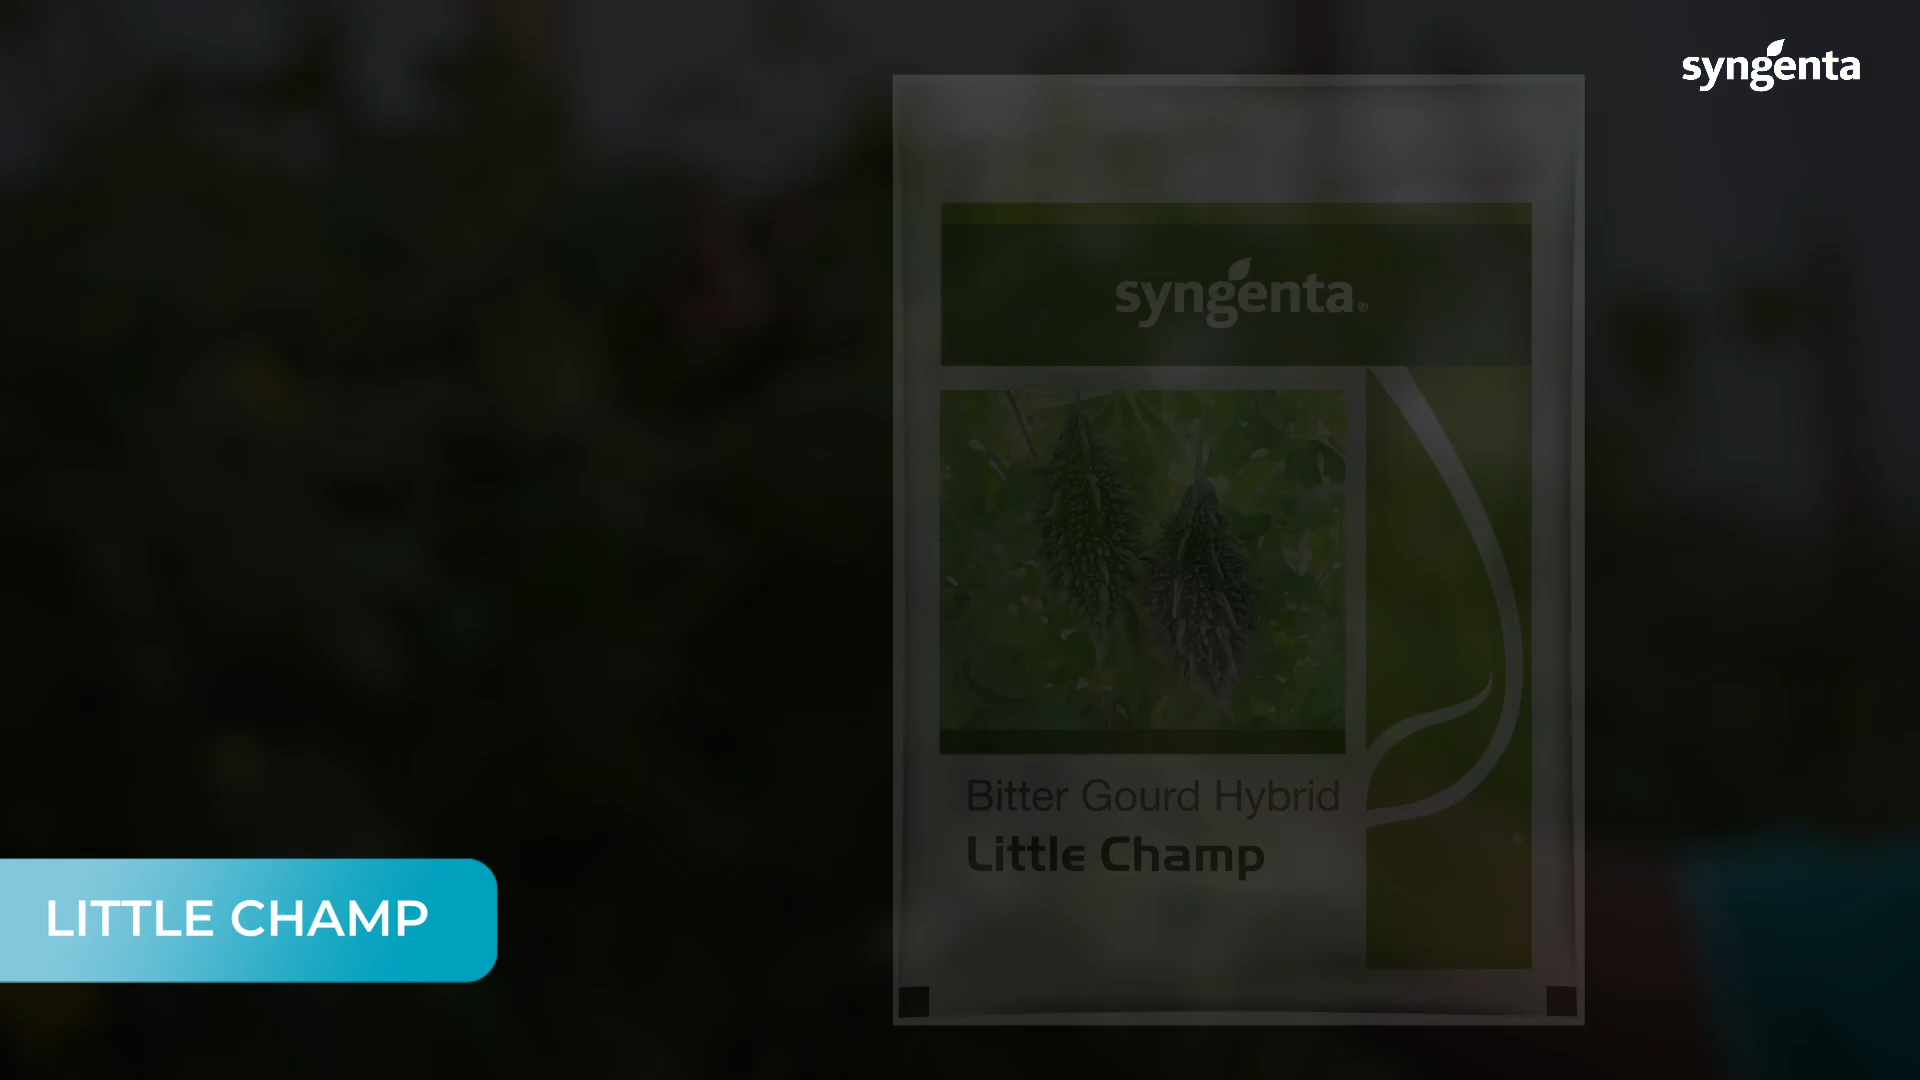 syngenta
syngenta®
Bitter Gourd Hybrid
Little Champ
LITTLE CHAMP